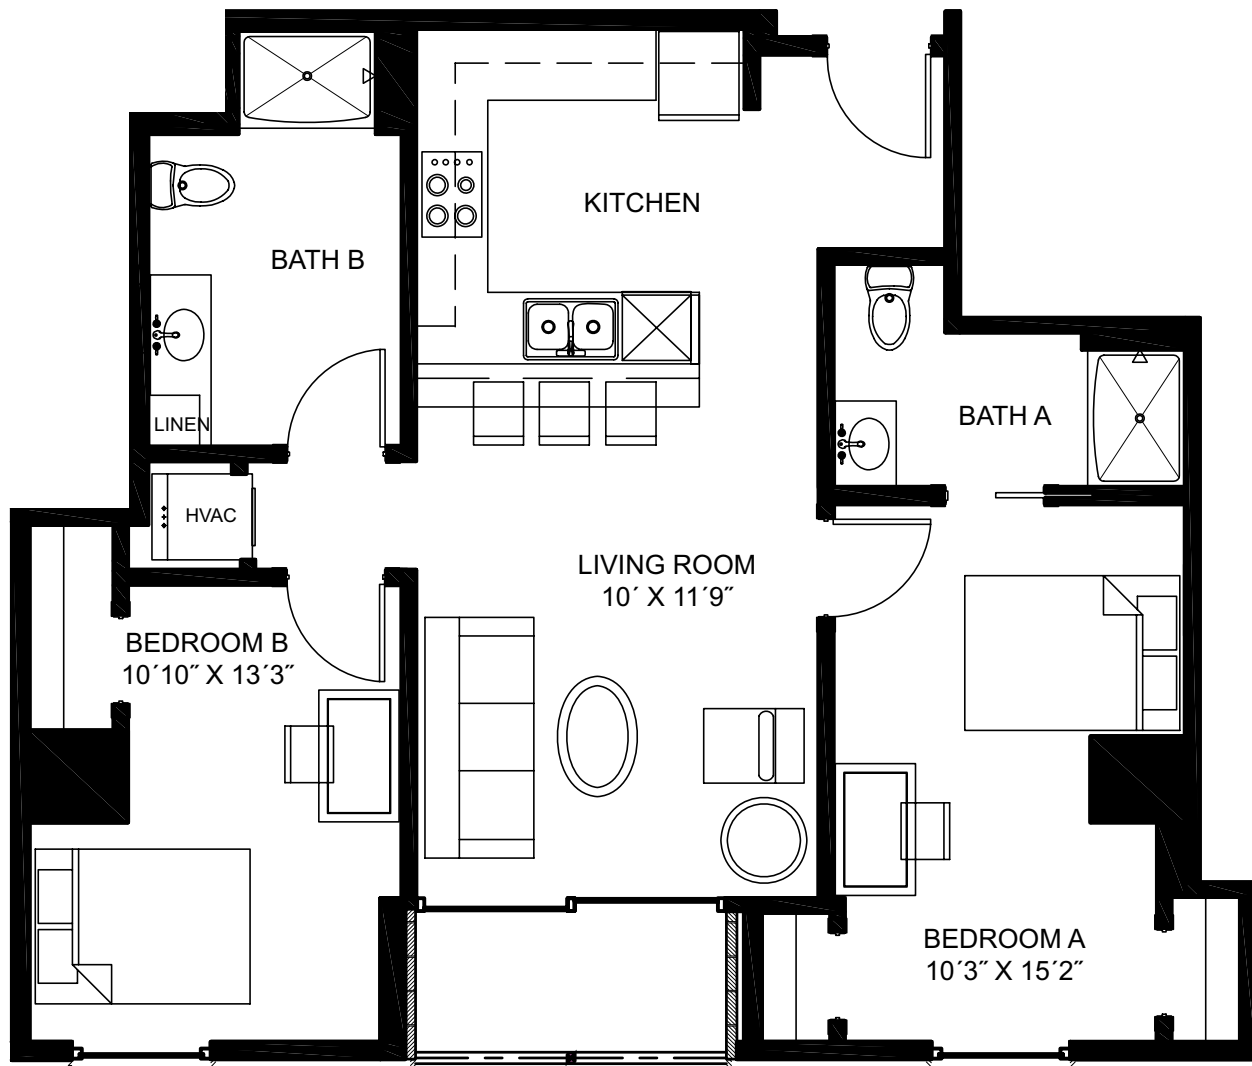 KITCHEN
BATH B
BATH A
LINEN
HVAC
LIVING ROOM
10´ X 11´9˝
BEDROOM B
10´10˝ X 13´3˝
BEDROOM A
10´3˝ X 15´2˝